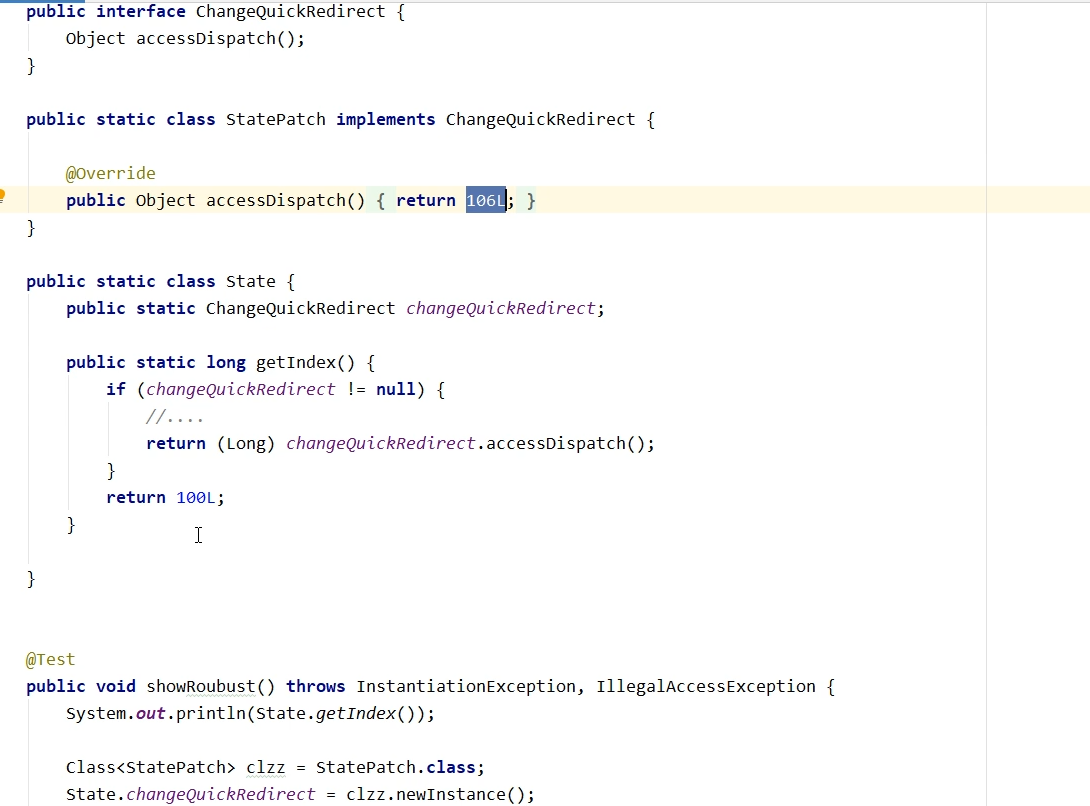 public interface ChangeQuickRedirect {
    Object accessDispatch();
}

public static class StatePatch implements ChangeQuickRedirect {

    @Override
    public Object accessDispatch() { return 106L; }
}

public static class State {
    public static ChangeQuickRedirect changeQuickRedirect;

    public static long getIndex() {
        if (changeQuickRedirect != null) {
            //....
            return (Long) changeQuickRedirect.accessDispatch();
        }
        return 100L;
    }

}

@Test
public void showRoubust() throws InstantiationException, IllegalAccessException {
    System.out.println(State.getIndex());

    Class<StatePatch> clzz = StatePatch.class;
    State.changeQuickRedirect = clzz.newInstance();